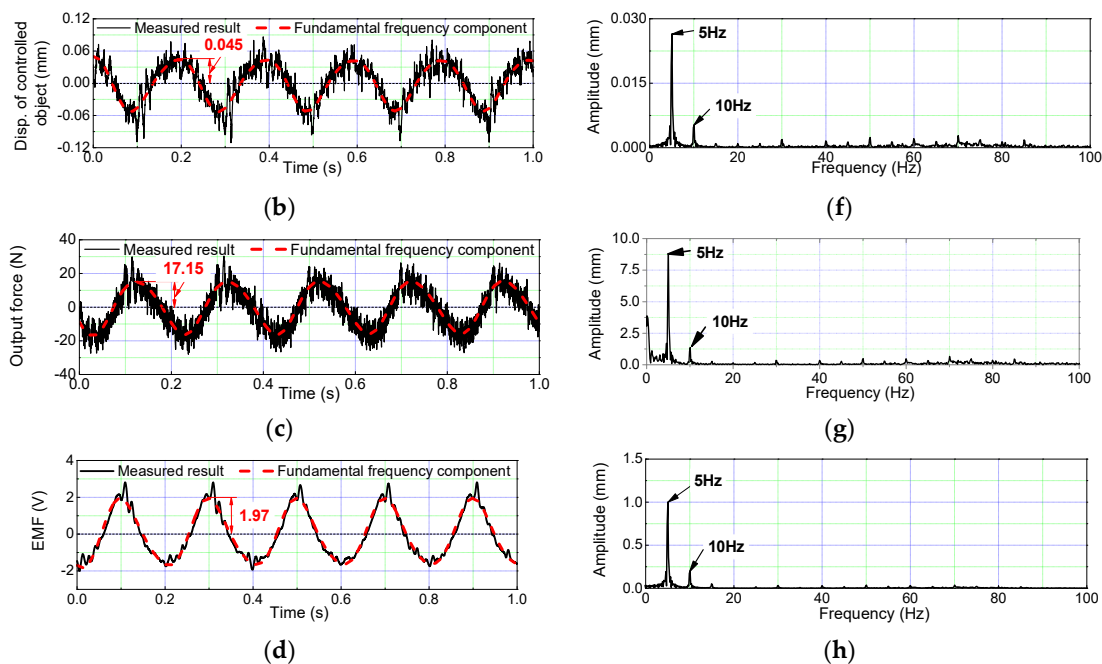 Disp. of controlled
object (mm)
0.12
0.06
0.00
-0.06
-0.12
Measured result
Fundamental frequency component
0.045
0.0
0.2
0.4
0.6
0.8
1.0
Time (s)
(b)
Amplitude (mm)
0.030
0.015
0.000
5Hz
10Hz
0
20
40
60
80
100
Frequency (Hz)
(f)
Output force (N)
40
20
0
-20
-40
Measured result
Fundamental frequency component
17.15
0.0
0.2
0.4
0.6
0.8
1.0
Time (s)
(c)
Amplitude (mm)
10.0
7.5
5.0
2.5
0.0
5Hz
10Hz
0
20
40
60
80
100
Frequency (Hz)
(g)
EMF (V)
4
2
0
-2
Measured result
Fundamental frequency component
1.97
0.0
0.2
0.4
0.6
0.8
1.0
Time (s)
(d)
Amplitude (mm)
1.5
1.0
0.5
0.0
5Hz
10Hz
0
20
40
60
80
100
Frequency (Hz)
(h)